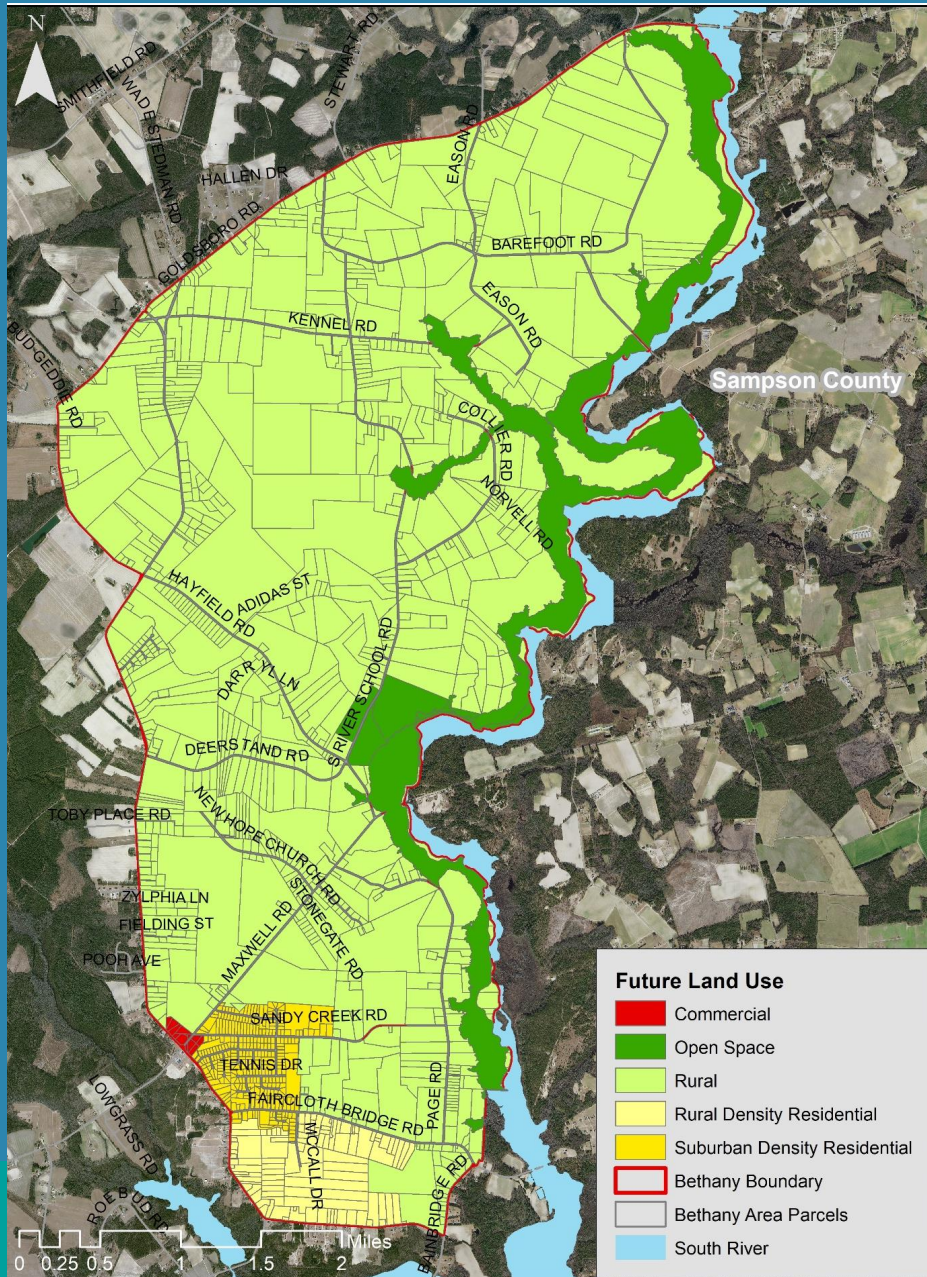 N
SMITHFIELD RD
WADE STEDMAN RD
STEWART RD
HALLEN DR
EASON RD
GOLDSBORO RD
BAREFOOT RD
EASON RD
KENNEL RD
BUD GEDDIE RD
Sampson County
COLLIER RD
NORVELL RD
HAYFIELD RD
ADIDAS ST
DARRYL LN
S RIVER SCHOOL RD
DEERSTAND RD
TOBY PLACE RD
NEW HOPE CHURCH RD
STONEGATE RD
ZYLPHIA LN
FIELDING ST
MAXWELL RD
POOH AVE
SANDY CREEK RD
TENNIS DR
FAIRCLOTH BRIDGE RD
PAGE RD
LOWGRASS RD
MCCALL DR
ROEBUD RD
BAINBRIDGE RD
0 0.25 0.5 1 1.5 2
Miles
Future Land Use
Commercial
Open Space
Rural
Rural Density Residential
Suburban Density Residential
Bethany Boundary
Bethany Area Parcels
South River